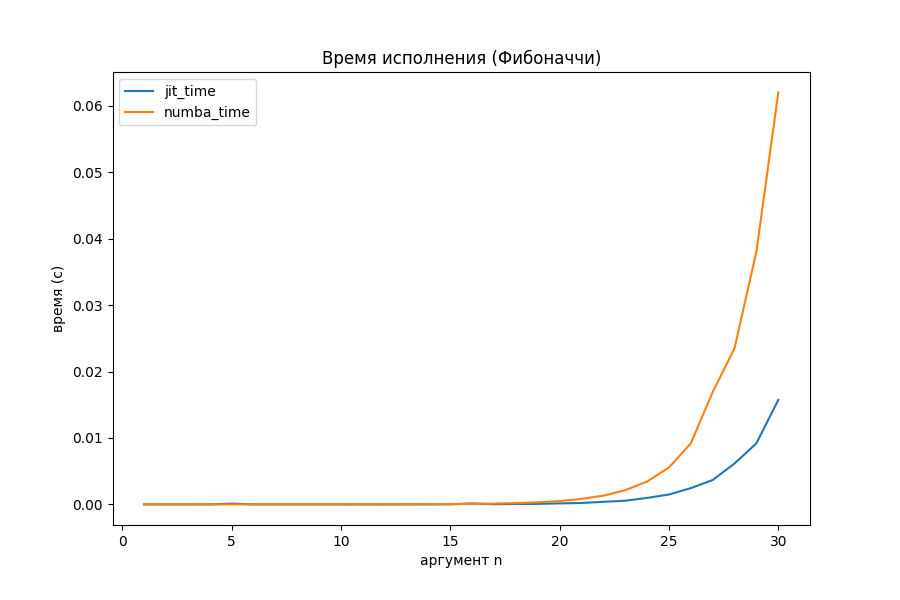 Время исполнения (Фибоначчи)
jit_time
numba_time
0.06
0.05
0.04
0.03
0.02
0.01
0.00
время (с)
0 5 10 15 20 25 30
аргумент n